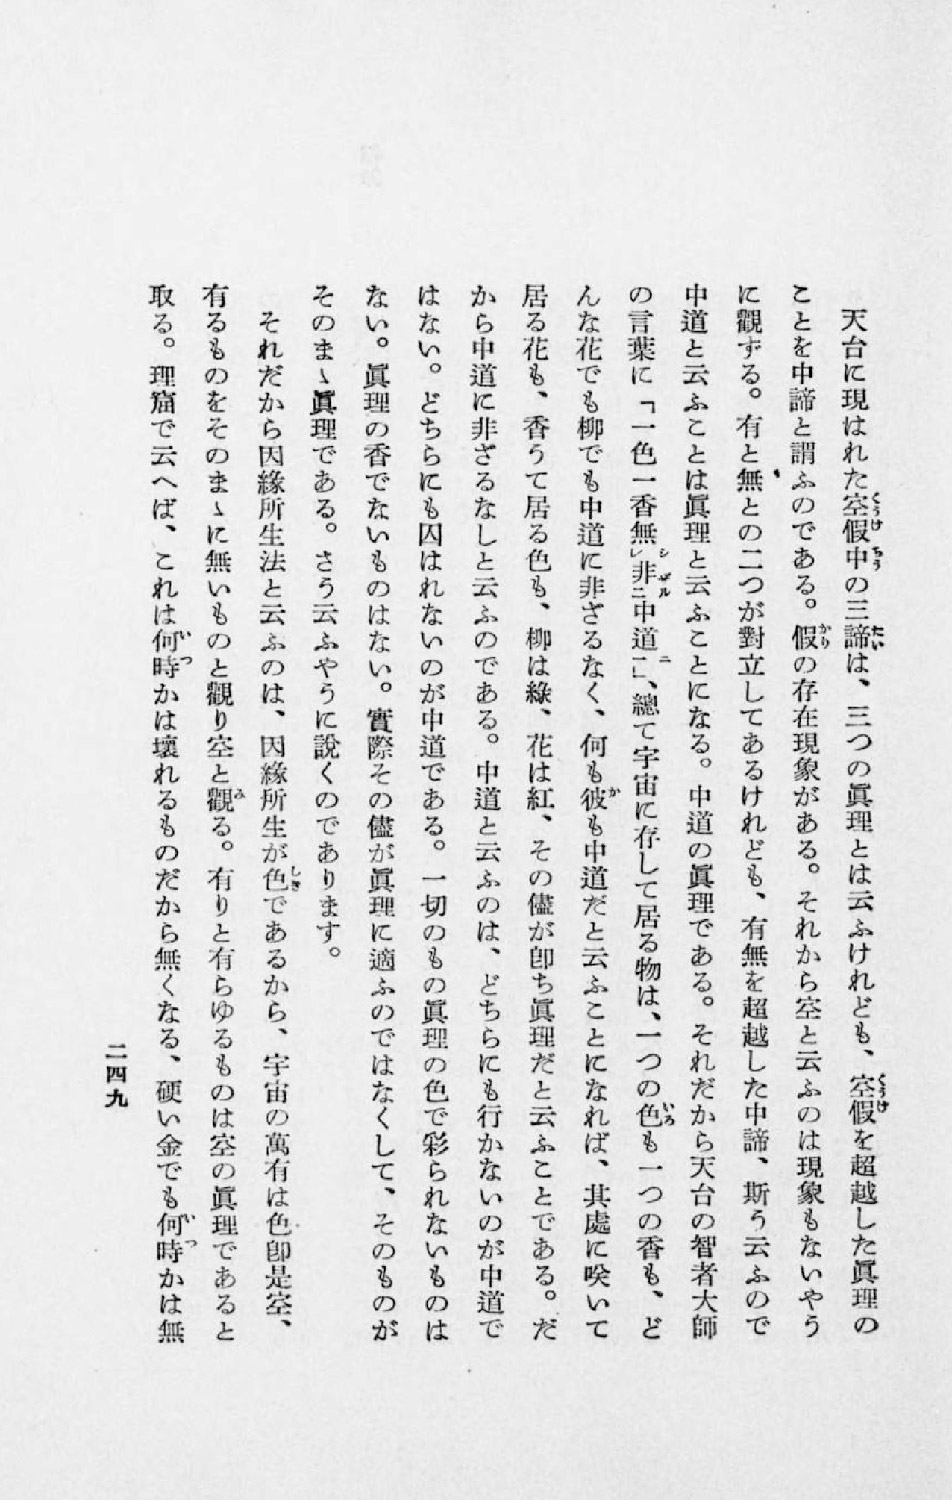 天台に現はれた空假中の三諦は、三つの眞理とは云ふけれども、空假を超越した眞理の
ことを中諦と謂ふのである。假の存在現象がある。それから空と云ふのは現象もないやう
に觀ずる。有と無との二つが對立してあるけれども、有無を超越した中諦、斯う云ふので
中道と云ふことは眞理と云ふことになる。中道の眞理である。それだから天台の智者大師
の言葉に「一色一香無㆑非㆓中道㆒」、總て宇宙に存して居る物は、一つの色も一つの香も、ど
んな花でも柳でも中道に非ざるなく、何も彼も中道だと云ふことになれば、其處に咲いて
居る花も、香うて居る色も、柳は綠、花は紅、その儘が卽ち眞理だと云ふことである。だ
から中道に非ざるなしと云ふのである。中道と云ふのは、どちらにも行かないのが中道で
はない。どちらにも囚はれないのが中道である。一切のもの眞理の色で彩られないものは
ない。眞理の香でないものはない。實際その儘が眞理に適ふのではなくして、そのものが
そのまゝ眞理である。さう云ふやうに說くのであります。
それだから因緣所生法と云ふのは、因緣所生が色であるから、宇宙の萬有は色卽是空、
有るものをそのまゝに無いものと觀り空と觀る。有りと有らゆるものは空の眞理であると
取る。理窟で云へば、これは何時かは壞れるものだから無くなる、硬い金でも何時かは無
二四九